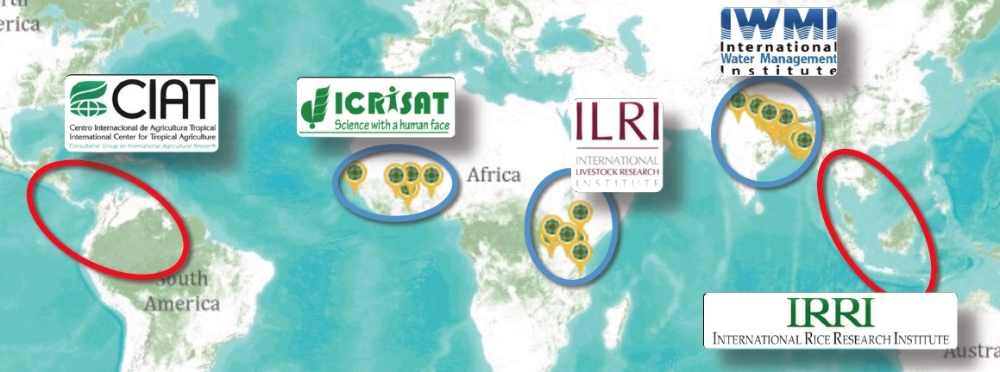 erica
IWMI
International
Water Management
Institute
CIAT
Centro Internacional de Agricultura Tropical
International Center for Tropical Agriculture
Consultative Group on International Agricultural Research
ICRISAT
Science with a human face
ILRI
INTERNATIONAL
LIVESTOCK RESEARCH
INSTITUTE
Africa
South
America
IRRI
INTERNATIONAL RICE RESEARCH INSTITUTE
Austra